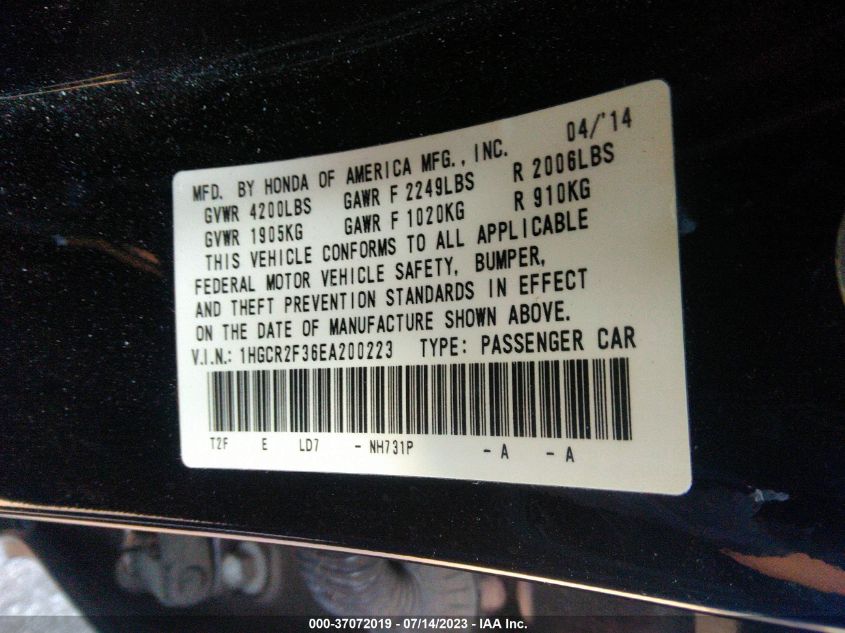 04/'14
MFD. BY HONDA OF AMERICA MFG., INC.
GVWR 4200LBS GAWR F 2249LBS R 2006LBS
GVWR 1905KG GAWR F 1020KG R 910KG
THIS VEHICLE CONFORMS TO ALL APPLICABLE
FEDERAL MOTOR VEHICLE SAFETY, BUMPER,
AND THEFT PREVENTION STANDARDS IN EFFECT
ON THE DATE OF MANUFACTURE SHOWN ABOVE.
V.I.N.: 1HGCR2F36EA200223 TYPE: PASSENGER CAR
T2F E LD7 - NH731P - A - A
000-37072019 - 07/14/2023 - IAA Inc.